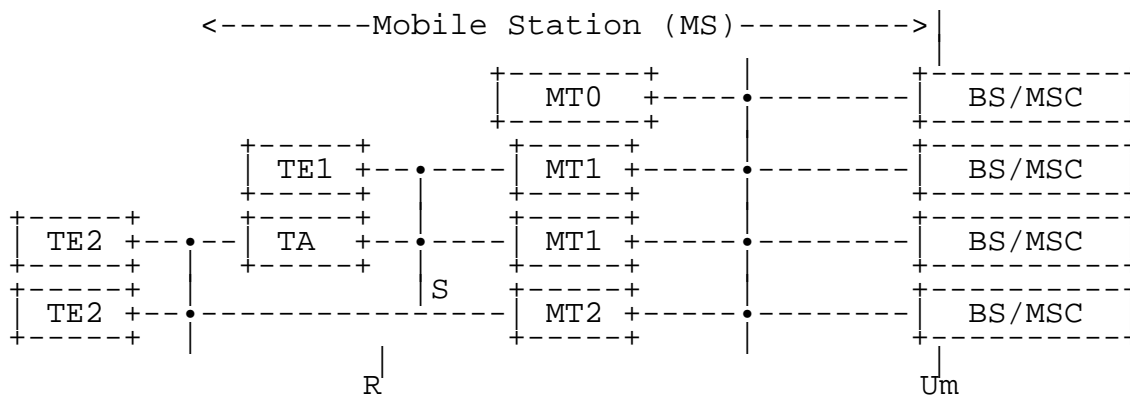 <--------Mobile Station (MS)-------->
MT0 BS/MSC
TE1 MT1 BS/MSC
TE2 TA MT1 BS/MSC
S
TE2 MT2 BS/MSC
R Um